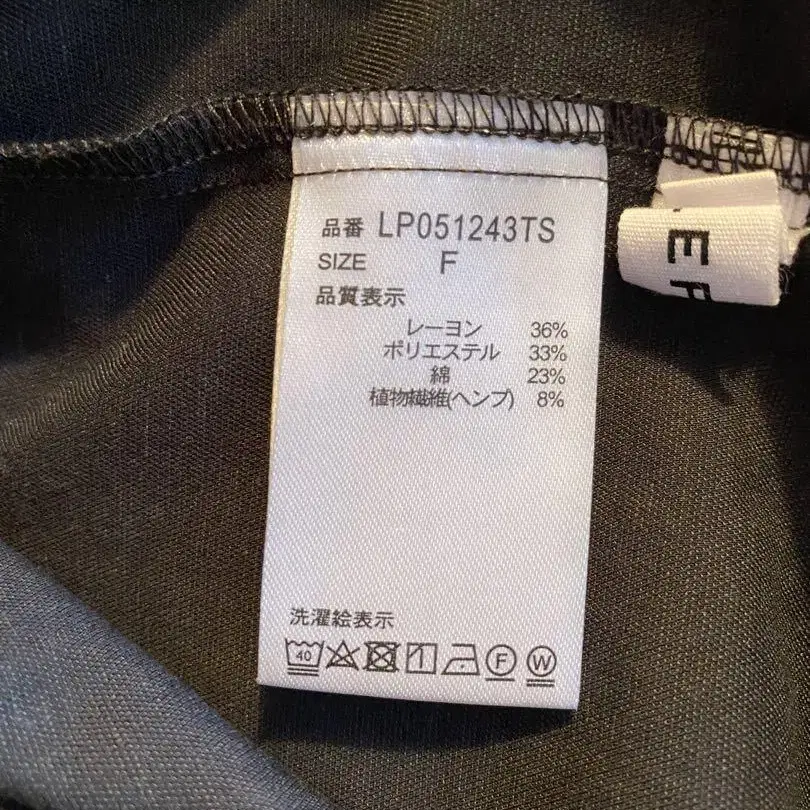 品番 LP051243TS
SIZE F
品質表示
レーヨン 36%
ポリエステル 33%
綿 23%
植物繊維(ヘンプ) 8%
洗濯絵表示
40 F W